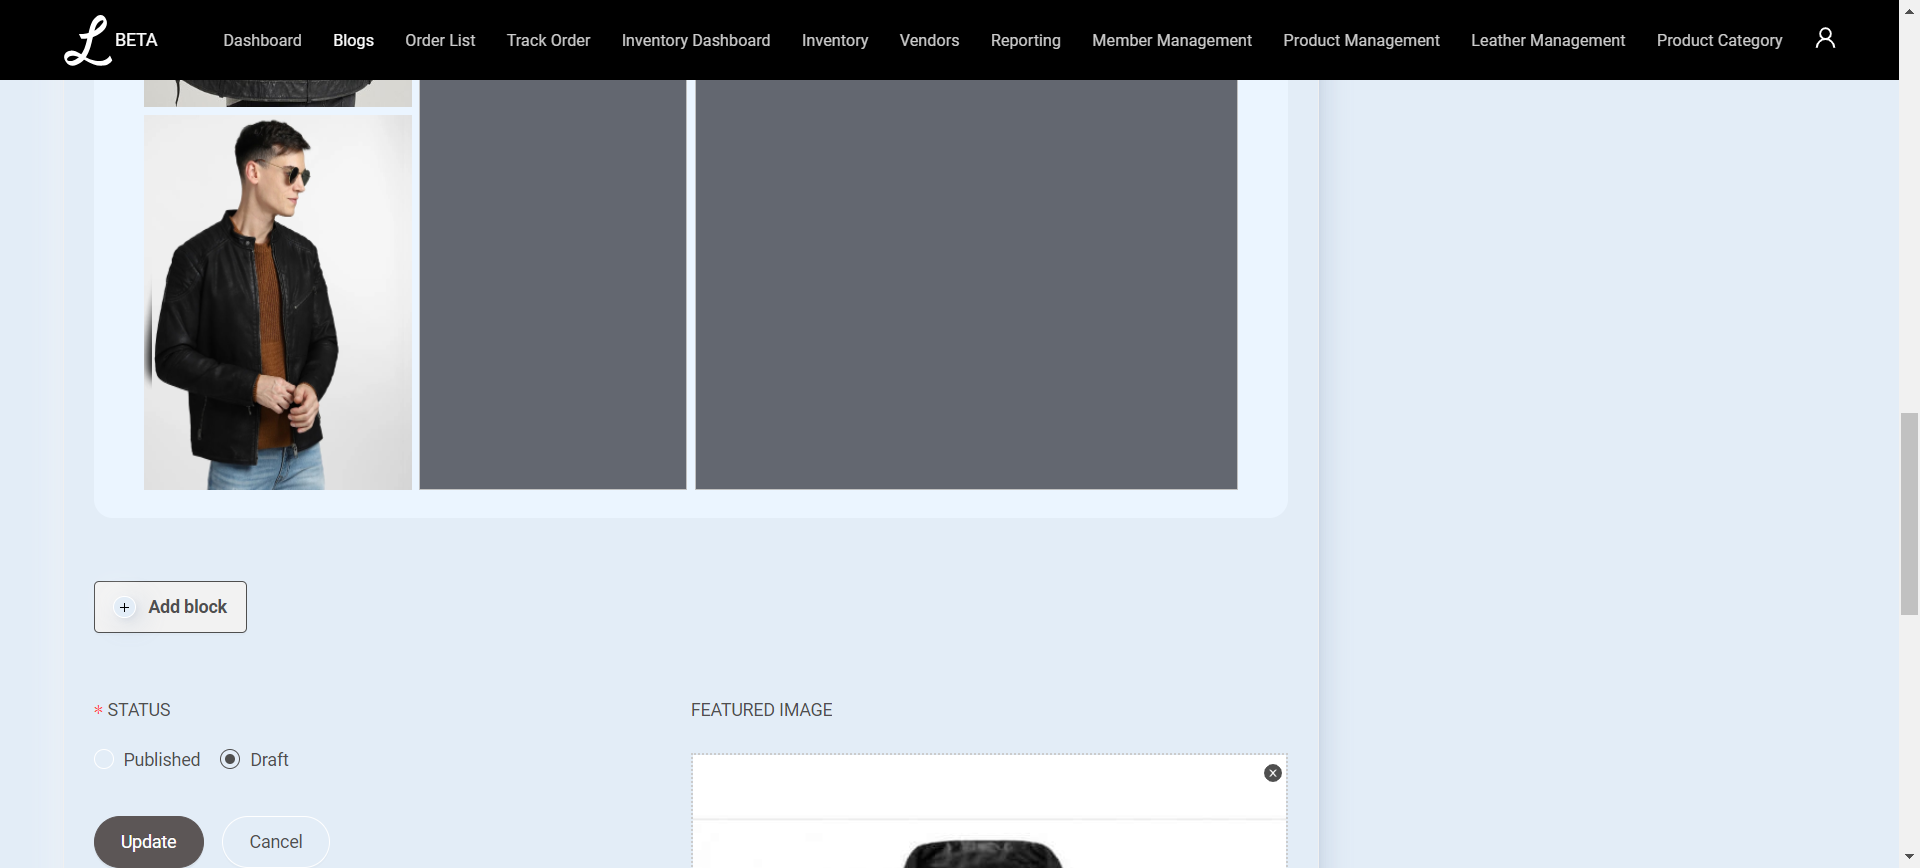 L BETA Dashboard Blogs Order List Track Order Inventory Dashboard Inventory Vendors Reporting Member Management Product Management Leather Management Product Category
+ Add block
* STATUS
FEATURED IMAGE
Published Draft
Update Cancel